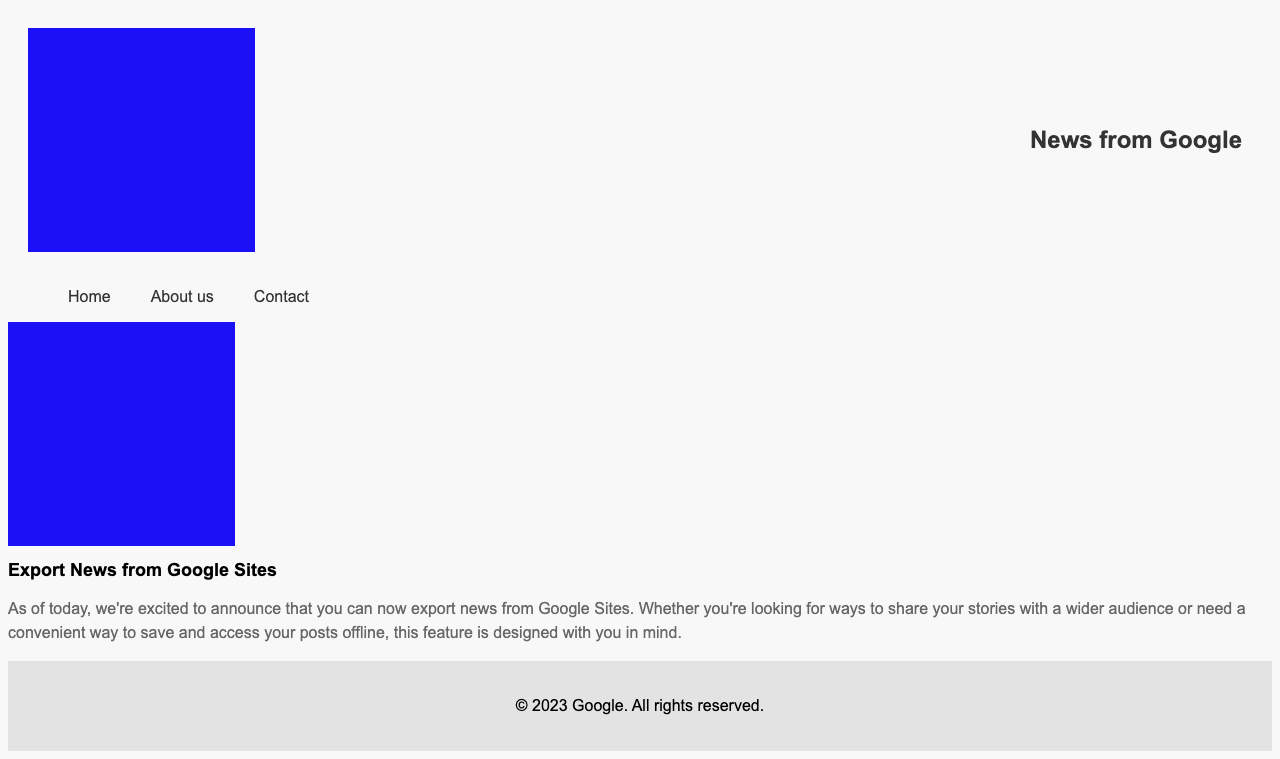 News from Google
Home About us Contact
Export News from Google Sites
As of today, we're excited to announce that you can now export news from Google Sites. Whether you're looking for ways to share your stories with a wider audience or need a
convenient way to save and access your posts offline, this feature is designed with you in mind.
© 2023 Google. All rights reserved.